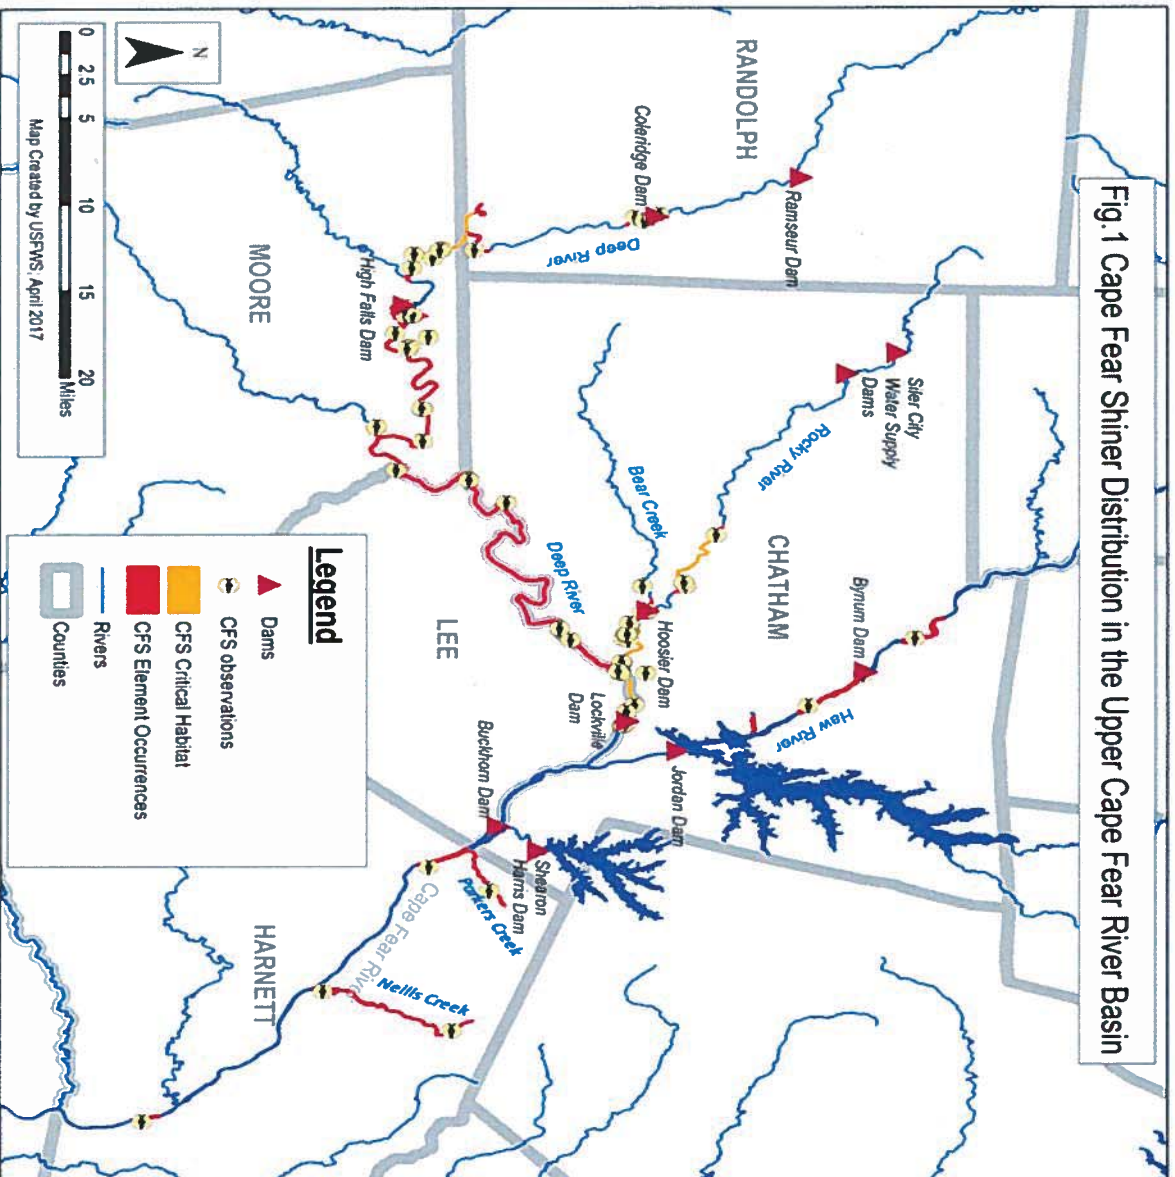 Fig.1 Cape Fear Shiner Distribution in the Upper Cape Fear River Basin
RANDOLPH
Ramseur Dam
Coleridge Dam
Deep River
Siler City
Water Supply
Dams
Rocky River
CHATHAM
Bynum Dam
Haw River
Bear Creek
Hoosier Dam
Jordan Dam
Lockville
Dam
Deep River
High Falls Dam
MOORE
LEE
Buckhorn Dam
Shearon
Harris Dam
Parkers Creek
Cape Fear River
Neills Creek
HARNETT
Legend
Dams
CFS observations
CFS Critical Habitat
CFS Element Occurrences
Rivers
Counties
N
0 2.5 5 10 15 20
Miles
Map Created by USFWS; April 2017